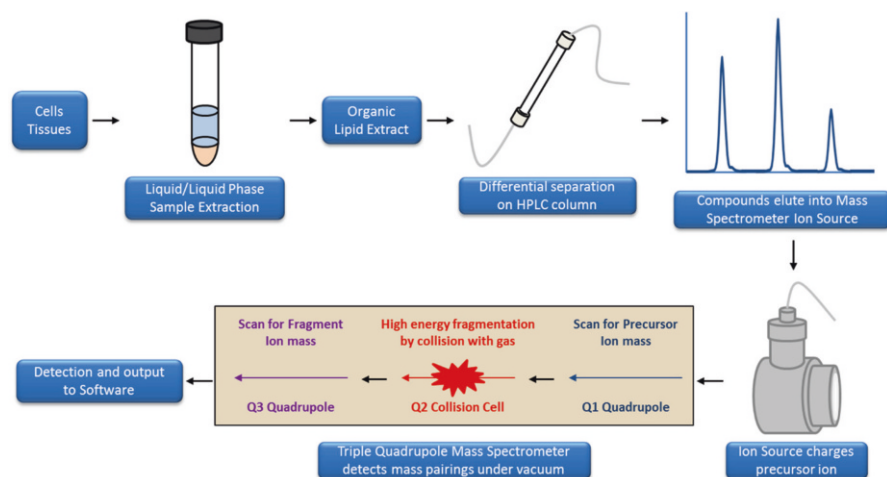 Cells
Tissues
Liquid/Liquid Phase
Sample Extraction
Organic
Lipid Extract
Differential separation
on HPLC column
Compounds elute into Mass
Spectrometer Ion Source
Ion Source charges
precursor ion
Scan for Precursor
Ion mass
Q1 Quadrupole
High energy fragmentation
by collision with gas
Q2 Collision Cell
Scan for Fragment
Ion mass
Q3 Quadrupole
Triple Quadrupole Mass Spectrometer
detects mass pairings under vacuum
Detection and output
to Software